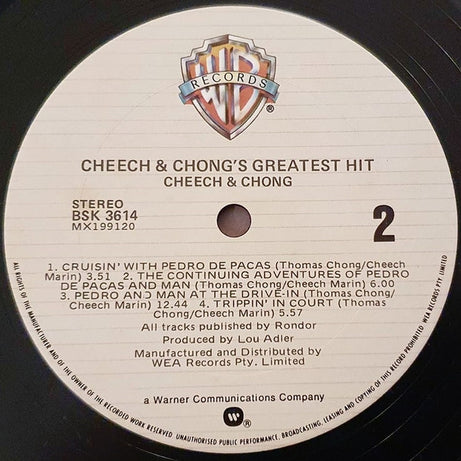 WB
RECORDS
®
CHEECH & CHONG'S GREATEST HIT
CHEECH & CHONG
STEREO
BSK 3614
MX199120
2
1. CRUISIN' WITH PEDRO DE PACAS (Thomas Chong/Cheech
Marin) 3.51 2. THE CONTINUING ADVENTURES OF PEDRO
DE PACAS AND MAN (Thomas Chong/Cheech Marin) 6.00
3. PEDRO AND MAN AT THE DRIVE-IN (Thomas Chong/
Cheech Marin) 12.44 4. TRIPPIN' IN COURT (Thomas
Chong/Cheech Marin) 5.57
All tracks published by Rondor
Produced by Lou Adler
Manufactured and Distributed by
WEA Records Pty. Limited
a Warner Communications Company
®
ALL RIGHTS OF THE MANUFACTURER AND OF THE OWNER OF THE RECORDED WORK RESERVED. UNAUTHORISED PUBLIC PERFORMANCE, BROADCASTING, LEASING AND COPYING OF THIS RECORD PROHIBITED. WEA RECORDS PTY LIMITED